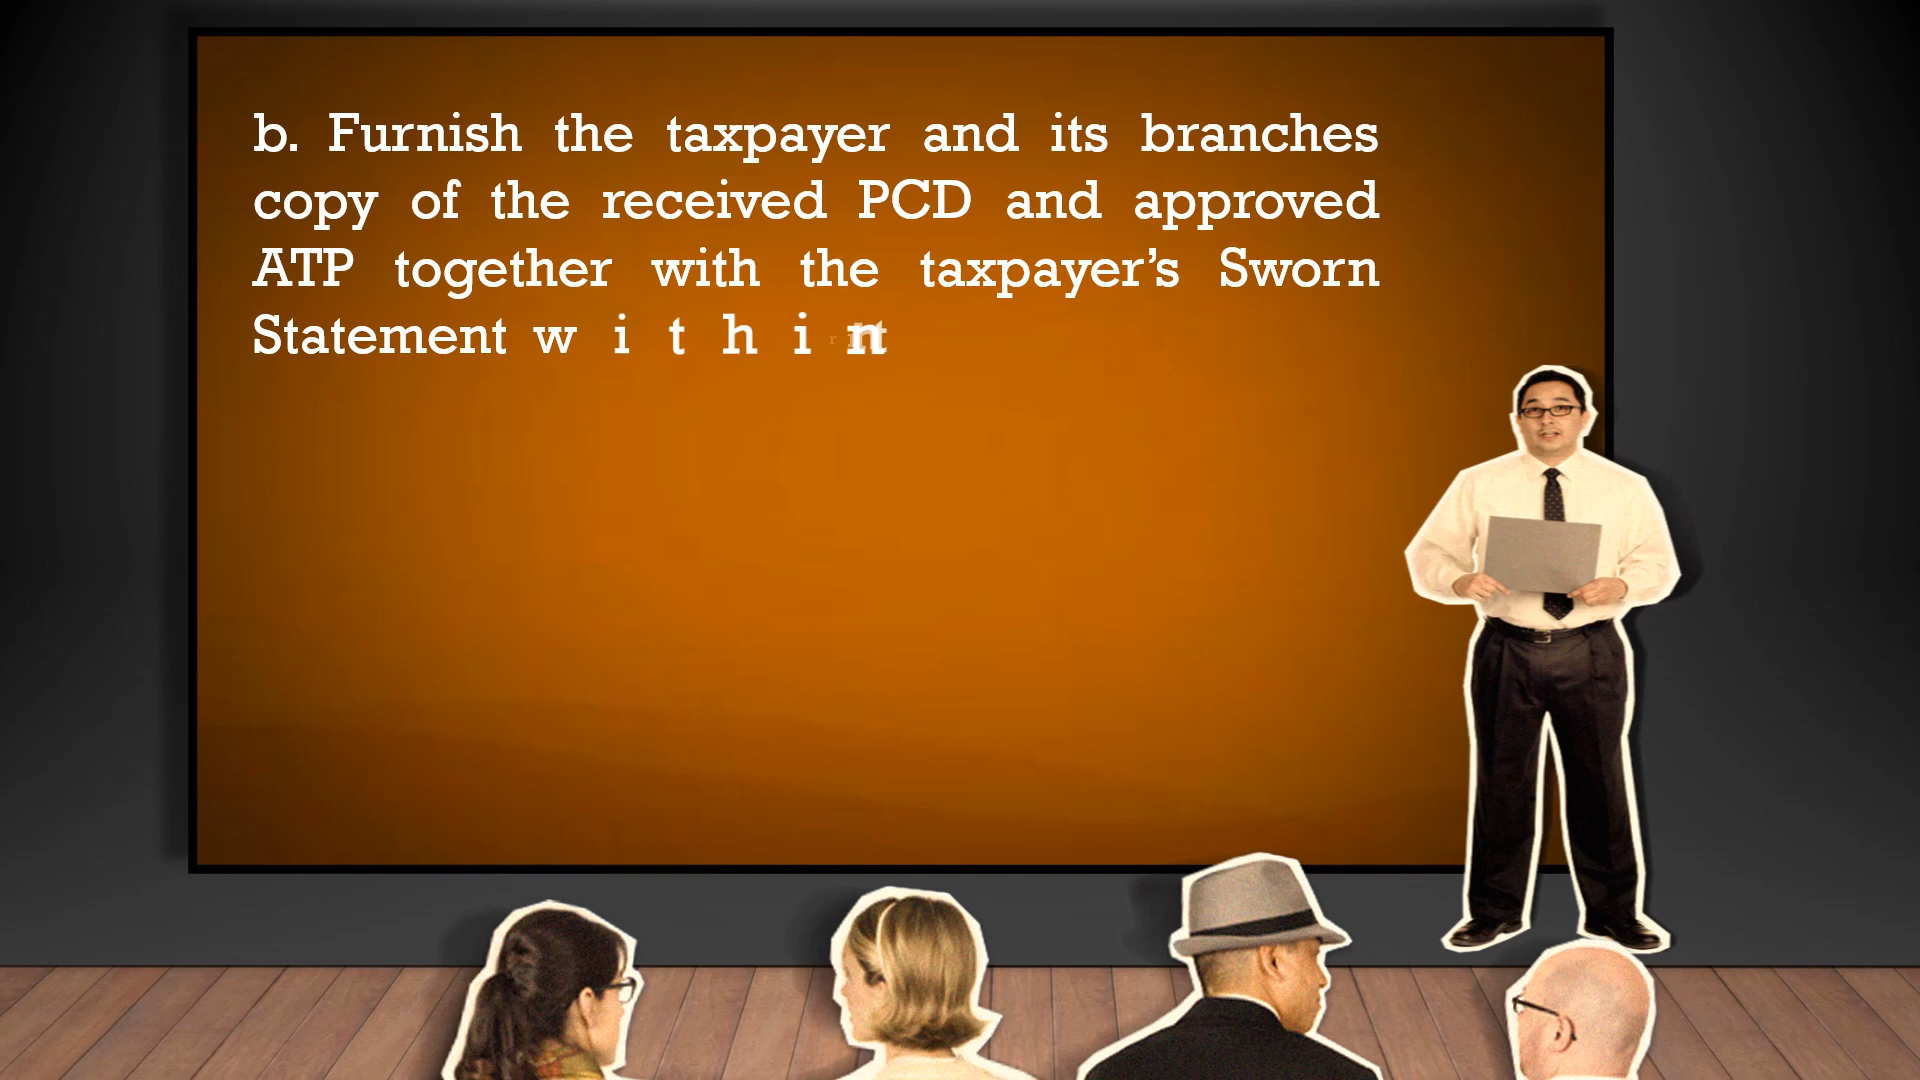 b. Furnish the taxpayer and its branches
copy of the received PCD and approved
ATP together with the taxpayer’s Sworn
Statement within